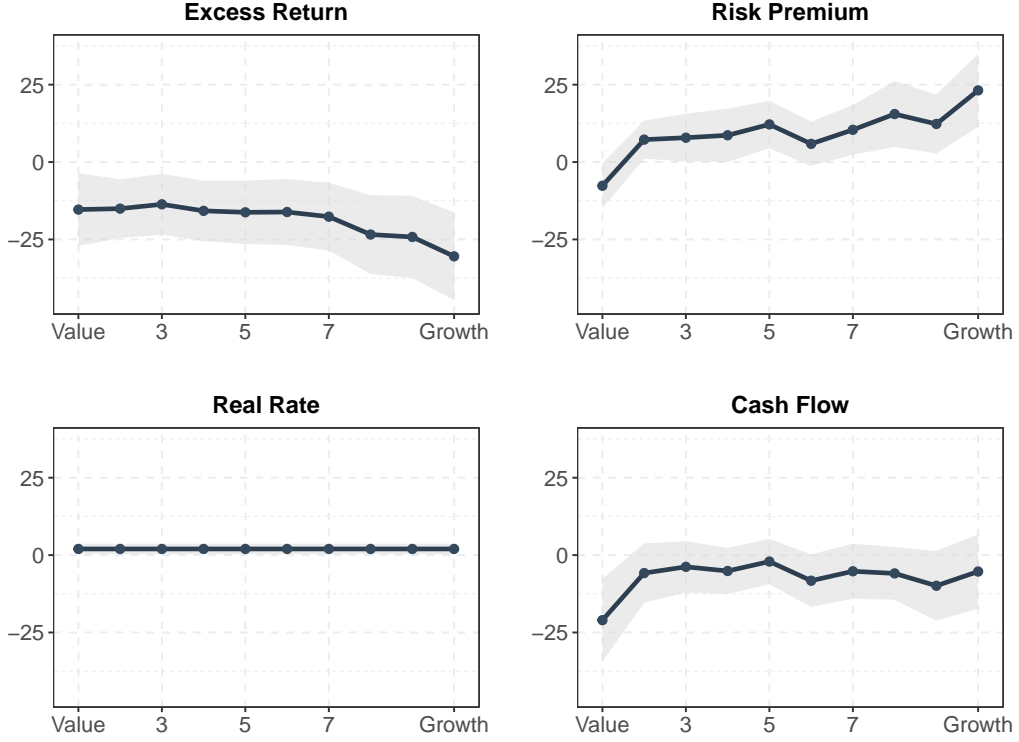 Excess Return
25
0
−25
Value 3 5 7 Growth
Risk Premium
25
0
−25
Value 3 5 7 Growth
Real Rate
25
0
−25
Value 3 5 7 Growth
Cash Flow
25
0
−25
Value 3 5 7 Growth